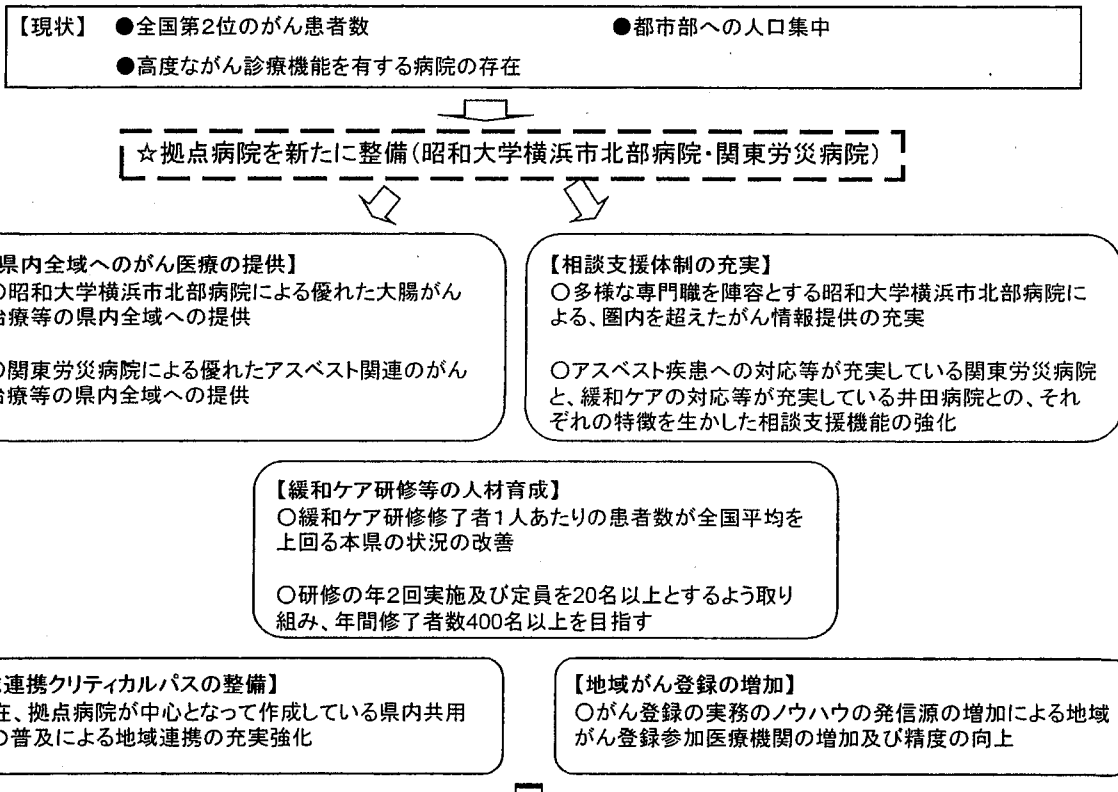 【現状】 ●全国第2位のがん患者数 ●都市部への人口集中
●高度ながん診療機能を有する病院の存在
☆拠点病院を新たに整備(昭和大学横浜市北部病院・関東労災病院)
県内全域へのがん医療の提供】
○昭和大学横浜市北部病院による優れた大腸がん
治療等の県内全域への提供
○関東労災病院による優れたアスベスト関連のがん
治療等の県内全域への提供
【相談支援体制の充実】
○多様な専門職を陣容とする昭和大学横浜市北部病院に
よる、圏内を超えたがん情報提供の充実
○アスベスト疾患への対応等が充実している関東労災病院
と、緩和ケアの対応等が充実している井田病院との、それ
ぞれの特徴を生かした相談支援機能の強化
【緩和ケア研修等の人材育成】
○緩和ケア研修修了者1人あたりの患者数が全国平均を
上回る本県の状況の改善
○研修の年2回実施及び定員を20名以上とするよう取り
組み、年間修了者数400名以上を目指す
連携クリティカルパスの整備】
在、拠点病院が中心となって作成している県内共用
の普及による地域連携の充実強化
【地域がん登録の増加】
○がん登録の実務のノウハウの発信源の増加による地域
がん登録参加医療機関の増加及び精度の向上